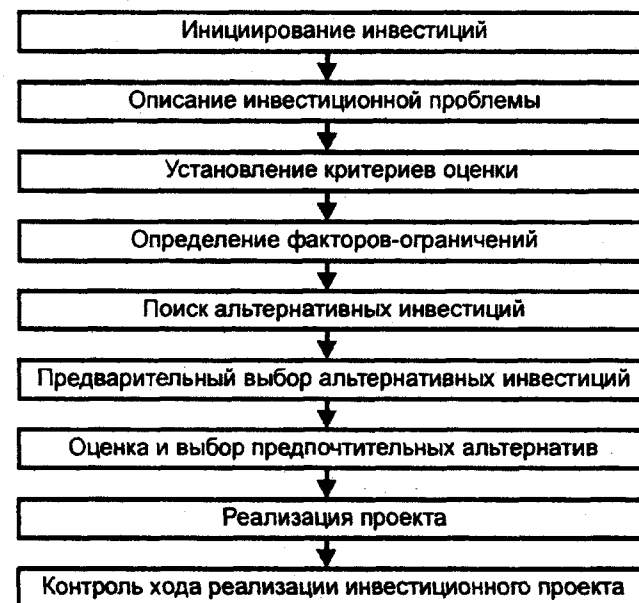 Инициирование инвестиций
Описание инвестиционной проблемы
Установление критериев оценки
Определение факторов-ограничений
Поиск альтернативных инвестиций
Предварительный выбор альтернативных инвестиций
Оценка и выбор предпочтительных альтернатив
Реализация проекта
Контроль хода реализации инвестиционного проекта